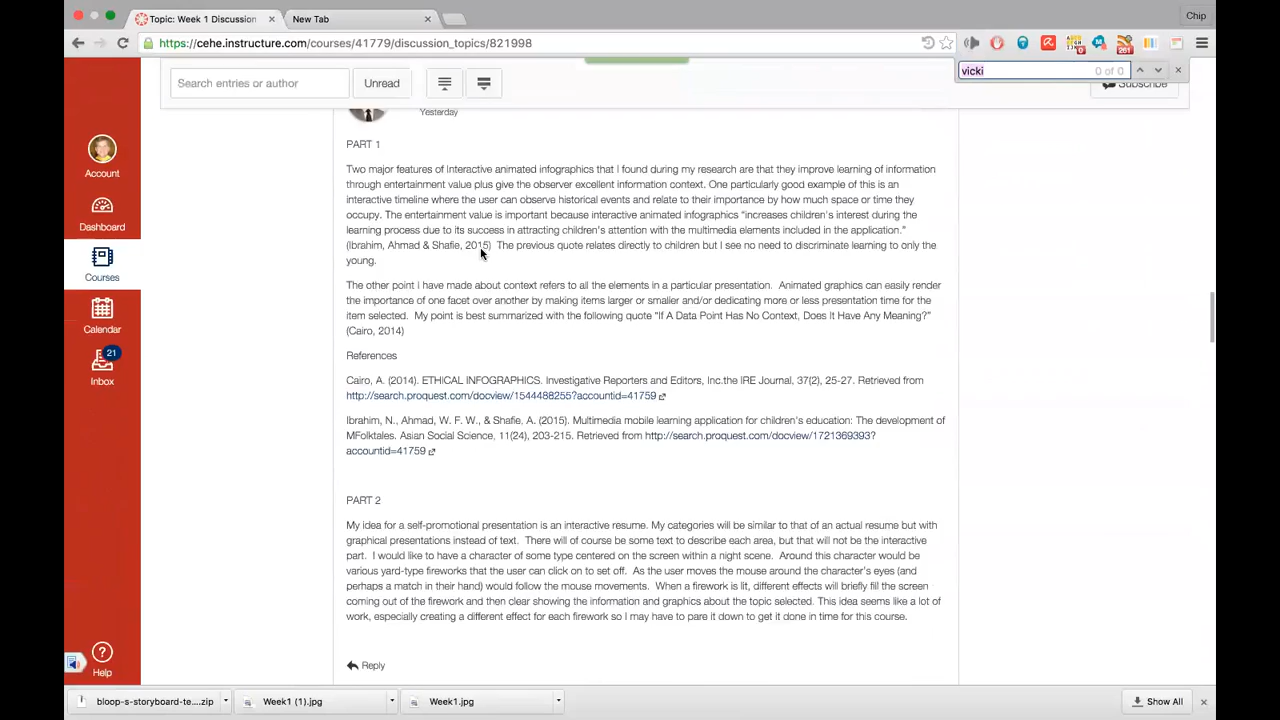 Topic: Week 1 Discussion
New Tab
Chip
https://cehe.instructure.com/courses/41779/discussion_topics/821998
261
vicki
0 of 0
Search entries or author
Unread
Subscribe
Yesterday
Account
Dashboard
Courses
Calendar
21
Inbox
Help
PART 1
Two major features of Interactive animated infographics that I found during my research are that they improve learning of information
through entertainment value plus give the observer excellent information context. One particularly good example of this is an
interactive timeline where the user can observe historical events and relate to their importance by how much space or time they
occupy. The entertainment value is important because interactive animated infographics “increases children's interest during the
learning process due to its success in attracting children's attention with the multimedia elements included in the application.”
(Ibrahim, Ahmad & Shafie, 2015) The previous quote relates directly to children but I see no need to discriminate learning to only the
young.
The other point I have made about context refers to all the elements in a particular presentation. Animated graphics can easily render
the importance of one facet over another by making items larger or smaller and/or dedicating more or less presentation time for the
item selected. My point is best summarized with the following quote “If A Data Point Has No Context, Does It Have Any Meaning?”
(Cairo, 2014)
References
Cairo, A. (2014). ETHICAL INFOGRAPHICS. Investigative Reporters and Editors, Inc.the IRE Journal, 37(2), 25-27. Retrieved from
http://search.proquest.com/docview/1544488255?accountid=41759
Ibrahim, N., Ahmad, W. F. W., & Shafie, A. (2015). Multimedia mobile learning application for children's education: The development of
MFolktales. Asian Social Science, 11(24), 203-215. Retrieved from http://search.proquest.com/docview/1721369393?
accountid=41759
PART 2
My idea for a self-promotional presentation is an interactive resume. My categories will be similar to that of an actual resume but with
graphical presentations instead of text. There will of course be some text to describe each area, but that will not be the interactive
part. I would like to have a character of some type centered on the screen within a night scene. Around this character would be
various yard-type fireworks that the user can click on to set off. As the user moves the mouse around the character's eyes (and
perhaps a match in their hand) would follow the mouse movements. When a firework is lit, different effects will briefly fill the screen
coming out of the firework and then clear showing the information and graphics about the topic selected. This idea seems like a lot of
work, especially creating a different effect for each firework so I may have to pare it down to get it done in time for this course.
Reply
bloop-s-storyboard-te....zip
Week1 (1).jpg
Week1.jpg
Show All